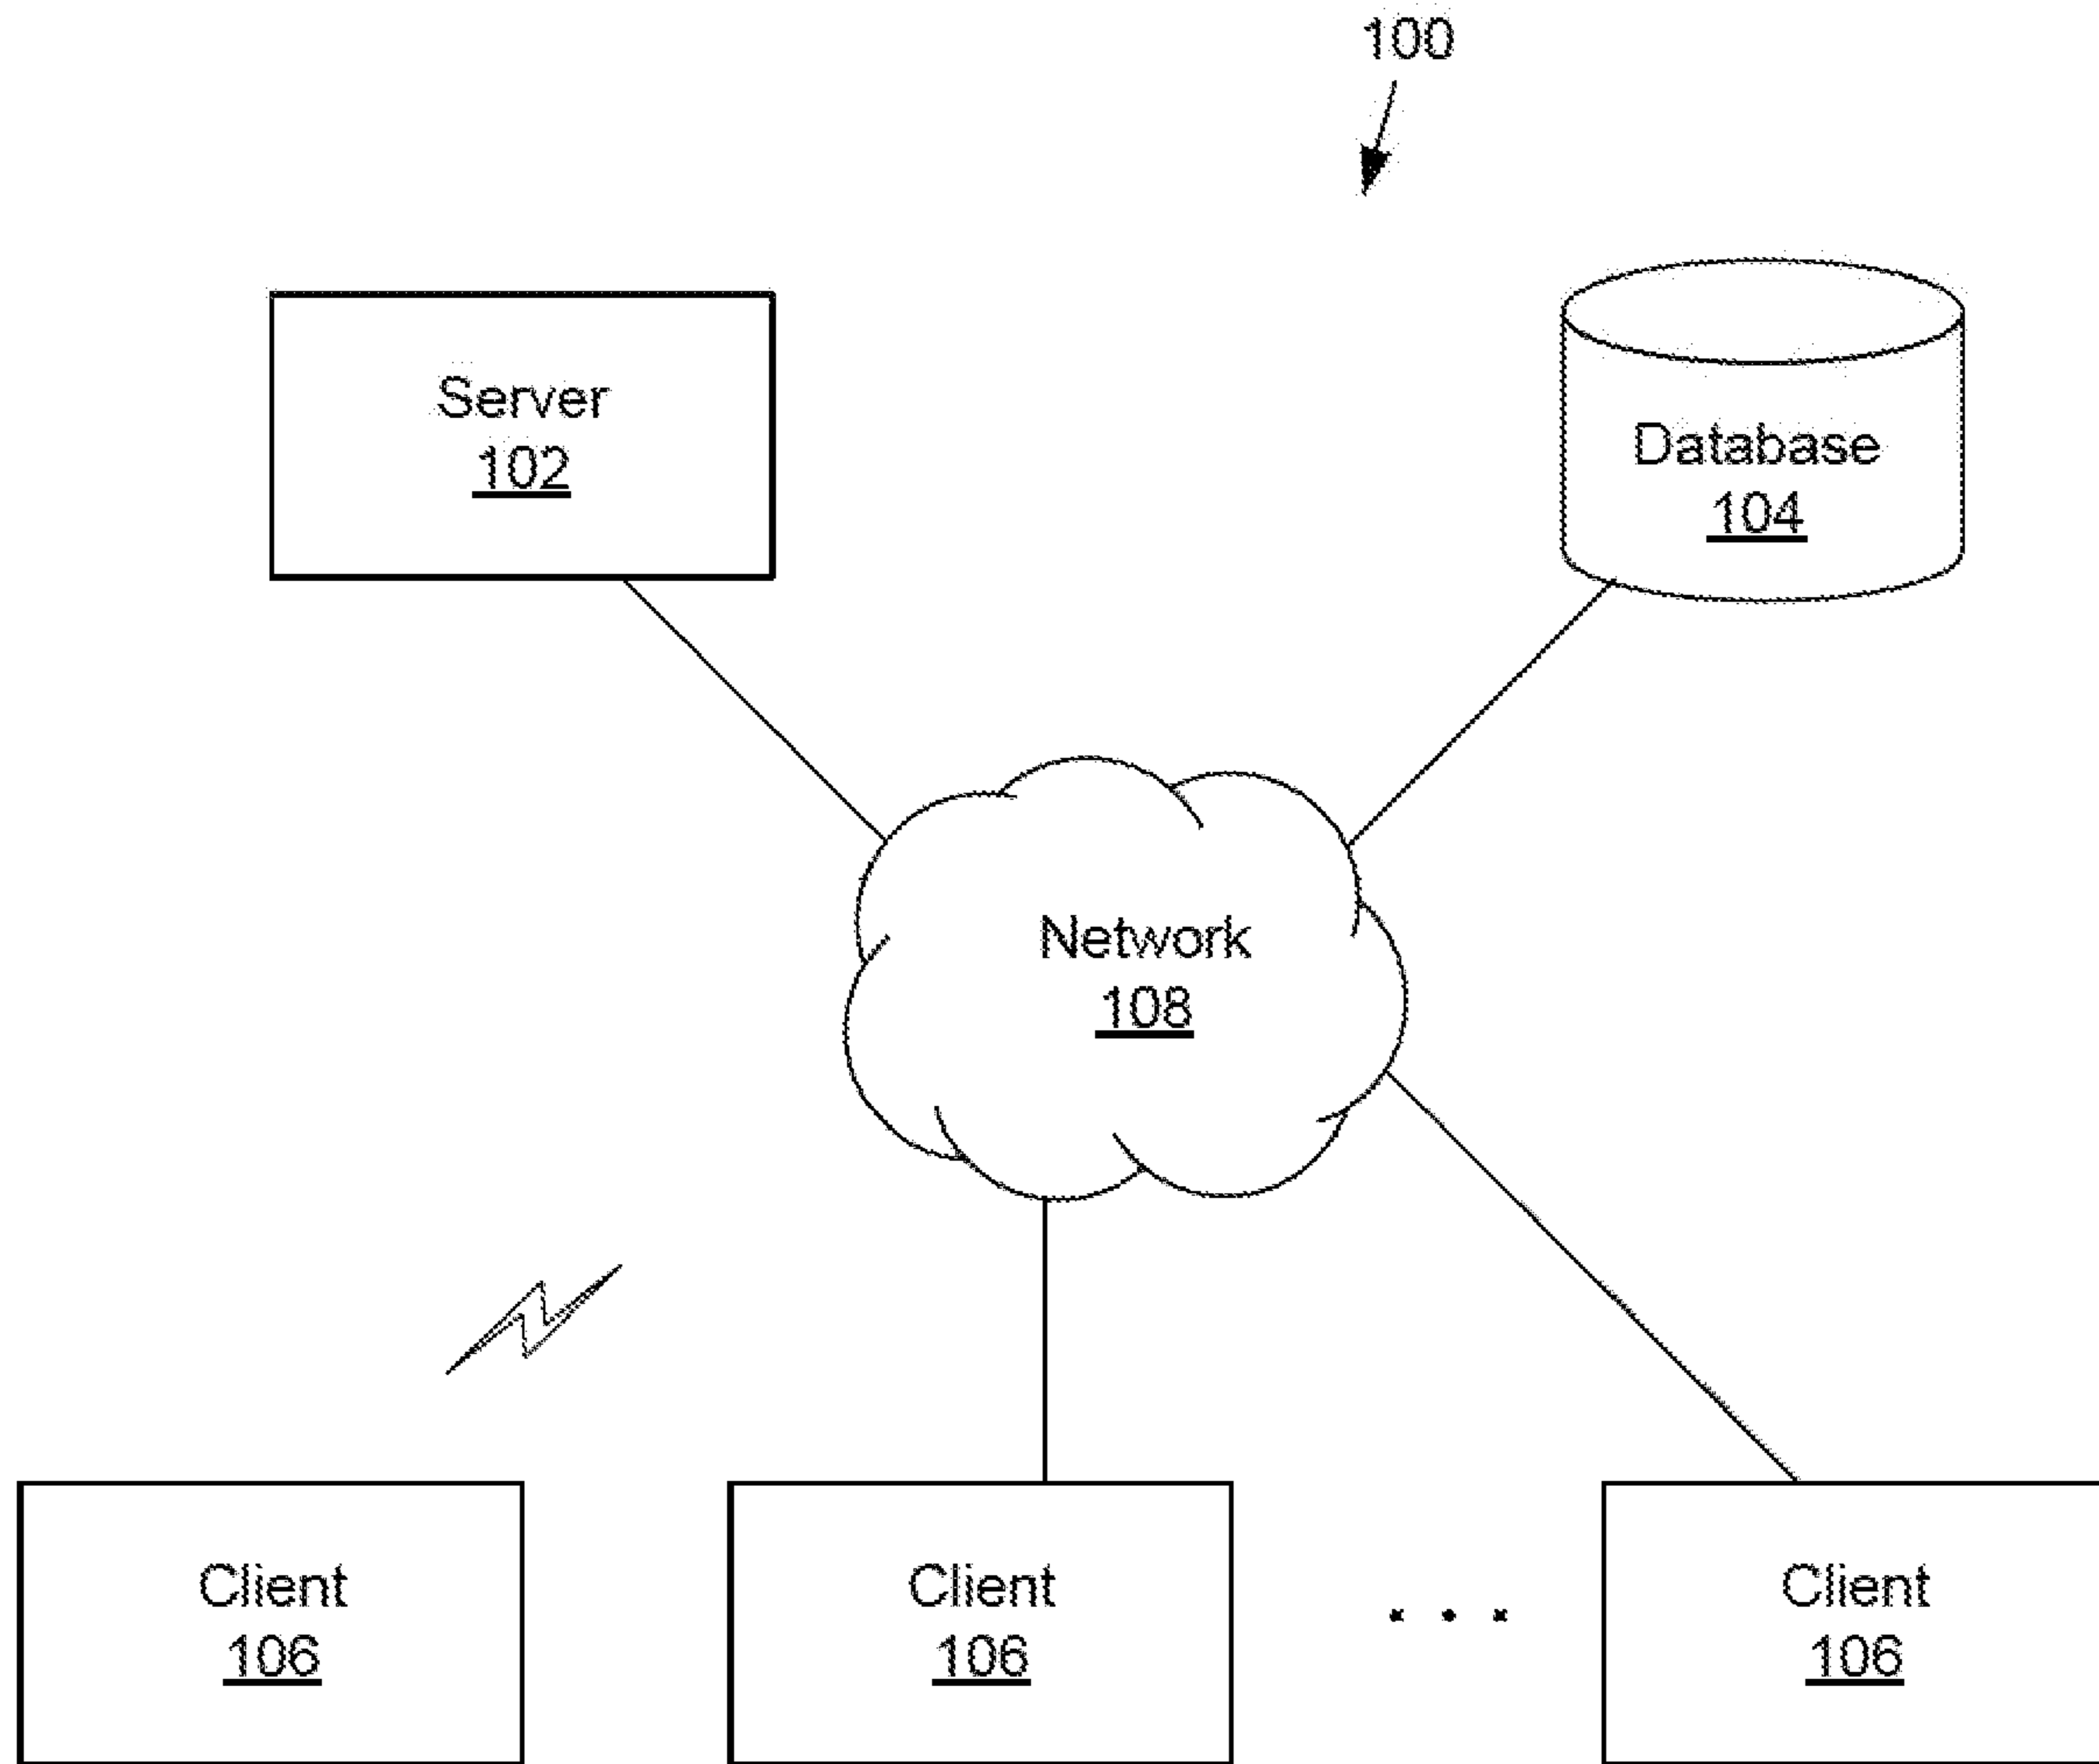 100
Server
102
Database
104
Network
108
Client
106
Client
106
. . .
Client
106